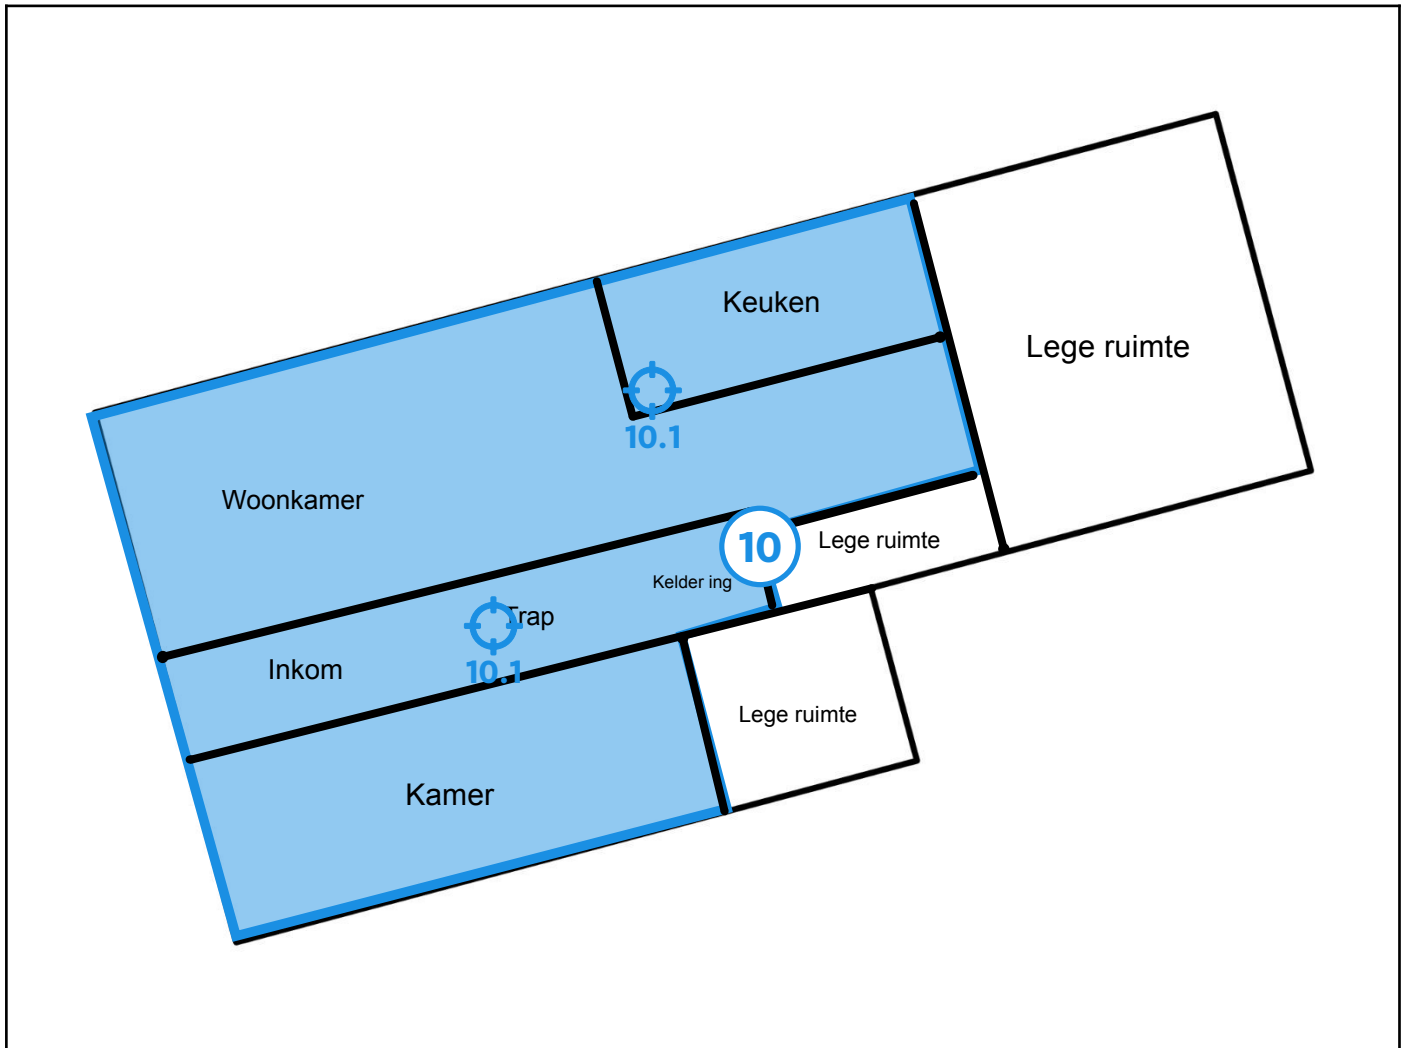 Keuken
Lege ruimte
10.1
Woonkamer
10
Lege ruimte
Kelder ing
Trap
Inkom
10.1
Lege ruimte
Kamer